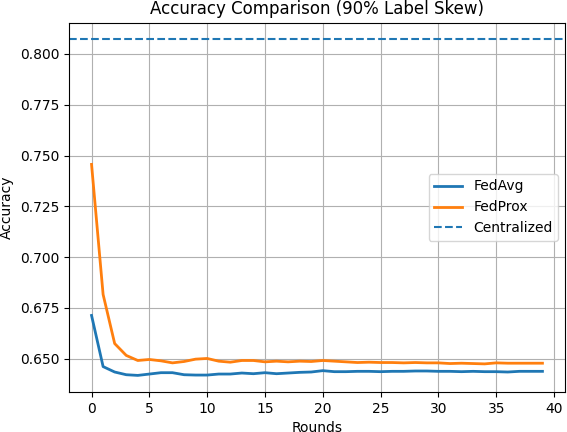 Accuracy Comparison (90% Label Skew)
0.800
0.775
0.750
0.725
0.700
0.675
0.650
Accuracy
FedAvg
FedProx
Centralized
0 5 10 15 20 25 30 35 40
Rounds